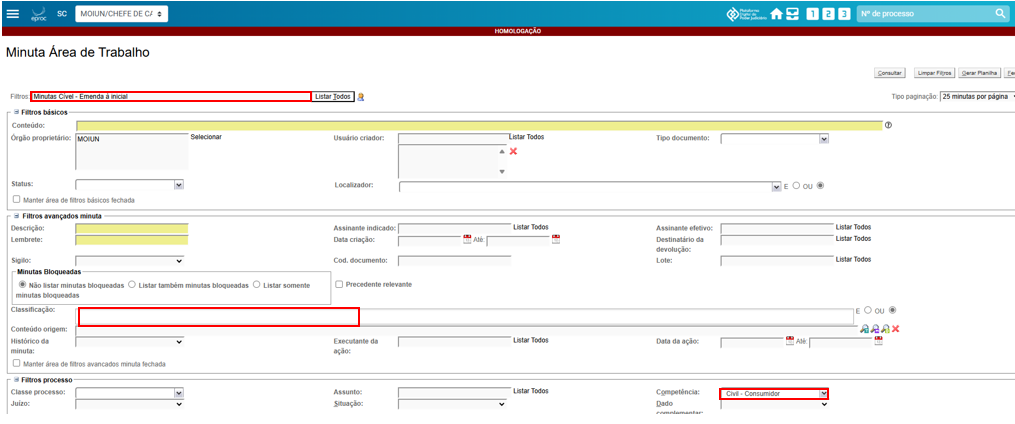 eproc SC MOIUN/CHEFE DE CA Plataforma Digital do Poder Judiciário 1 2 3 Nº de processo
HOMOLOGAÇÃO
Minuta Área de Trabalho
Consultar Limpar Filtros Gerar Planilha Fe
Filtros: Minutas Cível - Emenda à inicial Listar Todos Tipo paginação: 25 minutas por página
Filtros básicos
Conteúdo:
Órgão proprietário: MOIUN Selecionar Usuário criador: Listar Todos Tipo documento:
Status: Localizador: E OU
Manter área de filtros básicos fechada
Filtros avançados minuta
Descrição: Assinante indicado: Listar Todos Assinante efetivo: Listar Todos
Lembrete: Data criação: Até: Destinatário da devolução: Listar Todos
Sigilo: Cod. documento: Lote: Listar Todos
Minutas Bloqueadas
Não listar minutas bloqueadas Listar também minutas bloqueadas Listar somente Precedente relevante
minutas bloqueadas
Classificação: E OU
Conteúdo origem:
Histórico da minuta: Executante da ação: Listar Todos Data da ação: Até:
Manter área de filtros avancados minuta fechada
Filtros processo
Classe processo: Assunto: Listar Todos Competência: Civil - Consumidor
Juízo: Situação: Dado
complementar: